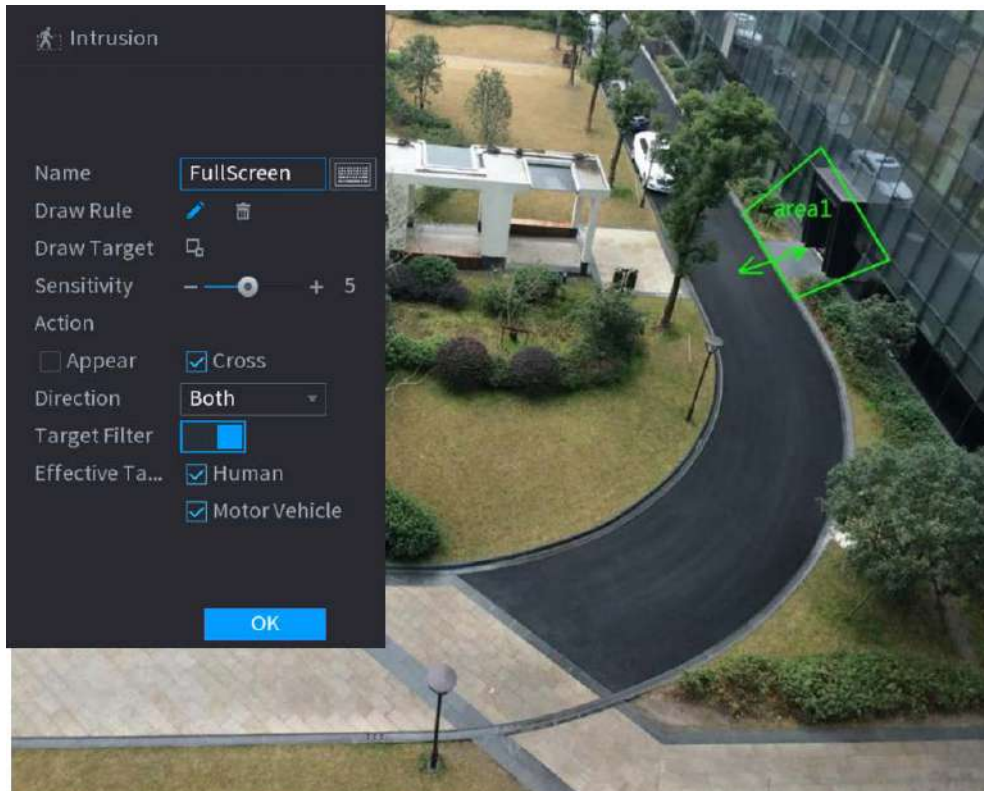 Intrusion
Name FullScreen
Draw Rule
Draw Target
Sensitivity - + 5
Action
Appear Cross
Direction Both
Target Filter
Effective Ta... Human
Motor Vehicle
OK
area1